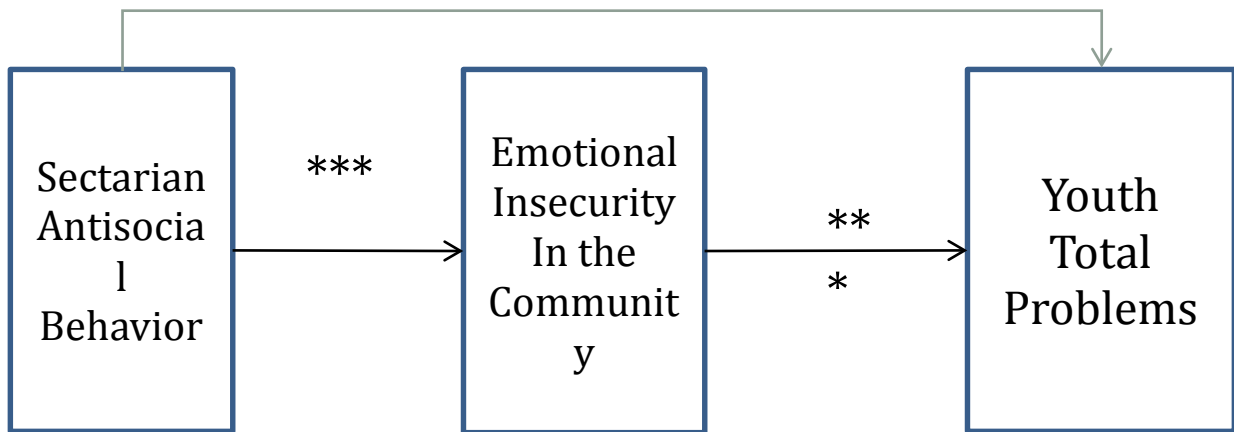 Sectarian
Antisocia
l
Behavior
***
Emotional
Insecurity
In the
Communit
y
**
*
Youth
Total
Problems